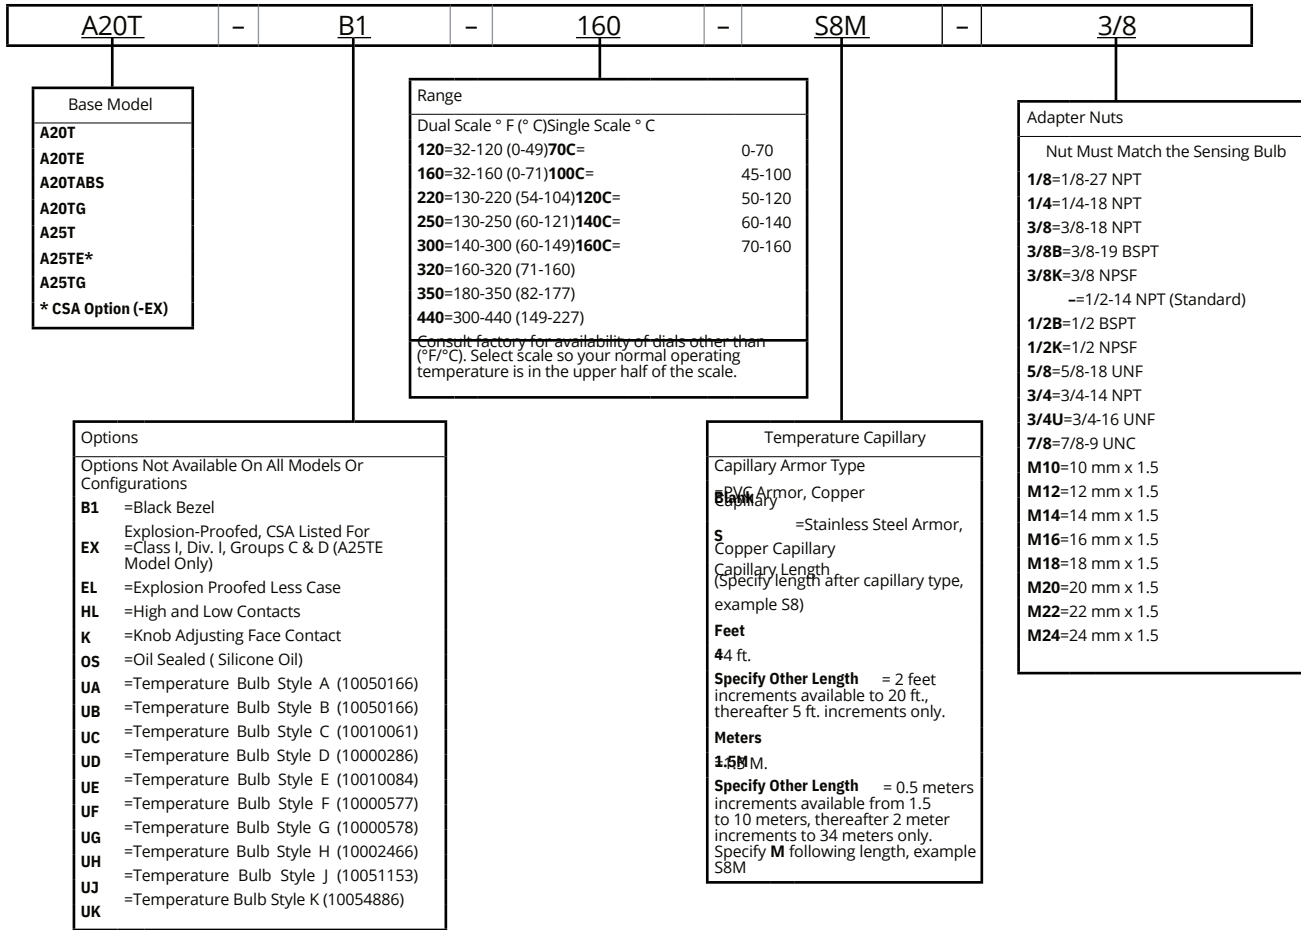 A20T – B1 – 160 – S8M – 3/8
Base Model
A20T
A20TE
A20TABS
A20TG
A25T
A25TE*
A25TG
* CSA Option (-EX)
Range
Dual Scale ° F (° C)Single Scale ° C
120=32-120 (0-49)70C= 0-70
160=32-160 (0-71)100C= 45-100
220=130-220 (54-104)120C= 50-120
250=130-250 (60-121)140C= 60-140
300=140-300 (60-149)160C= 70-160
320=160-320 (71-160)
350=180-350 (82-177)
440=300-440 (149-227)
Consult factory for availability of dials other than
(°F/°C). Select scale so your normal operating
temperature is in the upper half of the scale.
Adapter Nuts
Nut Must Match the Sensing Bulb
1/8=1/8-27 NPT
1/4=1/4-18 NPT
3/8=3/8-18 NPT
3/8B=3/8-19 BSPT
3/8K=3/8 NPSF
–=1/2-14 NPT (Standard)
1/2B=1/2 BSPT
1/2K=1/2 NPSF
5/8=5/8-18 UNF
3/4=3/4-14 NPT
3/4U=3/4-16 UNF
7/8=7/8-9 UNC
M10=10 mm x 1.5
M12=12 mm x 1.5
M14=14 mm x 1.5
M16=16 mm x 1.5
M18=18 mm x 1.5
M20=20 mm x 1.5
M22=22 mm x 1.5
M24=24 mm x 1.5
Options
Options Not Available On All Models Or
Configurations
B1 =Black Bezel
Explosion-Proofed, CSA Listed For
EX =Class I, Div. I, Groups C & D (A25TE
Model Only)
EL =Explosion Proofed Less Case
HL =High and Low Contacts
K =Knob Adjusting Face Contact
OS =Oil Sealed ( Silicone Oil)
UA =Temperature Bulb Style A (10050166)
UB =Temperature Bulb Style B (10050166)
UC =Temperature Bulb Style C (10010061)
UD =Temperature Bulb Style D (10000286)
UE =Temperature Bulb Style E (10010084)
UF =Temperature Bulb Style F (10000577)
UG =Temperature Bulb Style G (10000578)
UH =Temperature Bulb Style H (10002466)
UJ =Temperature Bulb Style J (10051153)
UK =Temperature Bulb Style K (10054886)
Temperature Capillary
Capillary Armor Type
Blank =PVC Armor, Copper
Capillary
S =Stainless Steel Armor,
Copper Capillary
Capillary Length
(Specify length after capillary type,
example S8)
Feet
4 4 ft.
Specify Other Length = 2 feet
increments available to 20 ft.,
thereafter 5 ft. increments only.
Meters
1.5M M.
Specify Other Length = 0.5 meters
increments available from 1.5
to 10 meters, thereafter 2 meter
increments to 34 meters only.
Specify M following length, example
S8M